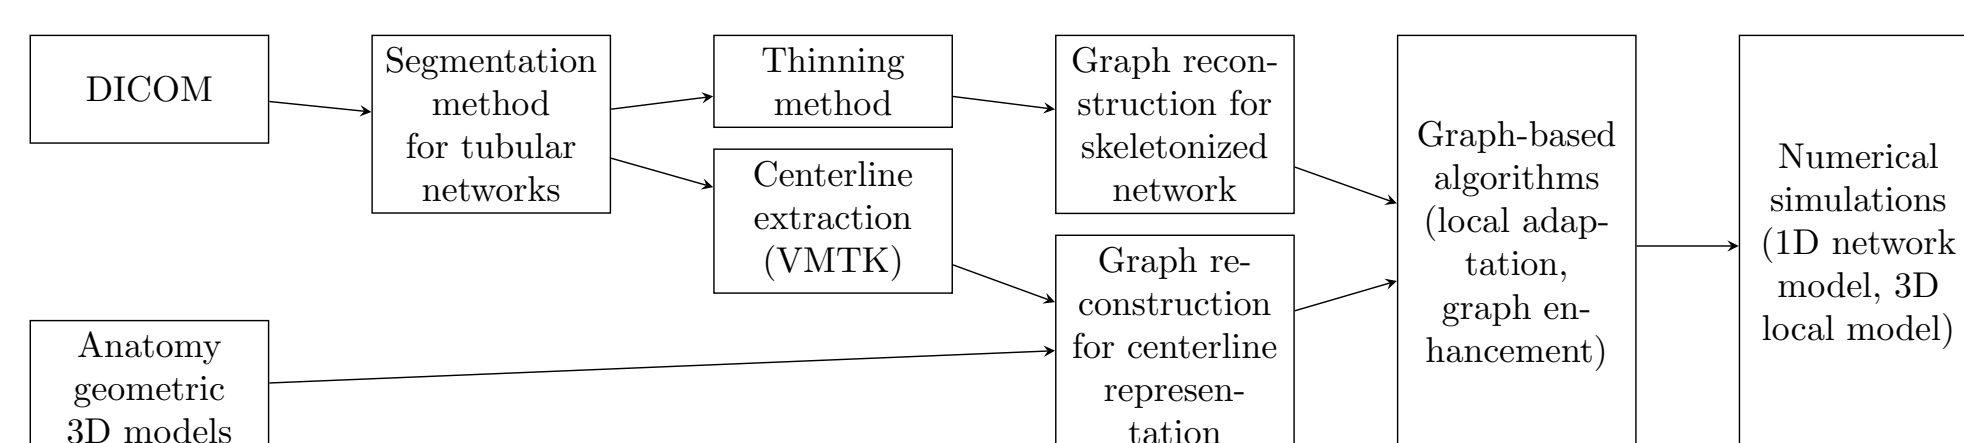 DICOM
Segmentation
method
for tubular
networks
Thinning
method
Centerline
extraction
(VMTK)
Graph recon-
struction for
skeletonized
network
Graph re-
construction
for centerline
represen-
tation
Graph-based
algorithms
(local adap-
tation,
graph en-
hancement)
Numerical
simulations
(1D network
model, 3D
local model)
Anatomy
geometric
3D models